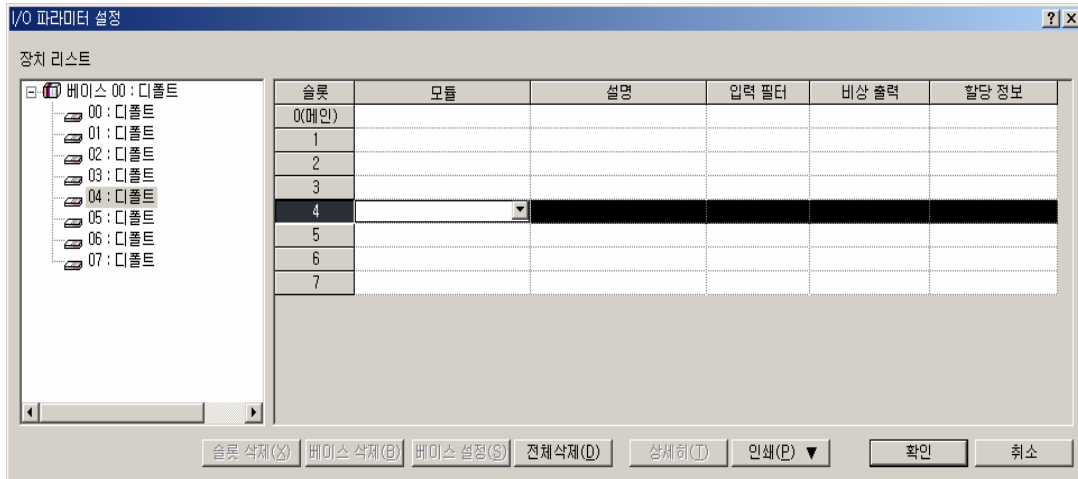 I/O 파라미터 설정
장치 리스트
베이스 00 : 디폴트
00 : 디폴트
01 : 디폴트
02 : 디폴트
03 : 디폴트
04 : 디폴트
05 : 디폴트
06 : 디폴트
07 : 디폴트
슬롯 모듈 설명 입력 필터 비상 출력 할당 정보
0(메인)
1
2
3
4
5
6
7
슬롯 삭제(X) 베이스 삭제(B) 베이스 설정(S) 전체삭제(D) 상세히(T) 인쇄(P) ▼ 확인 취소